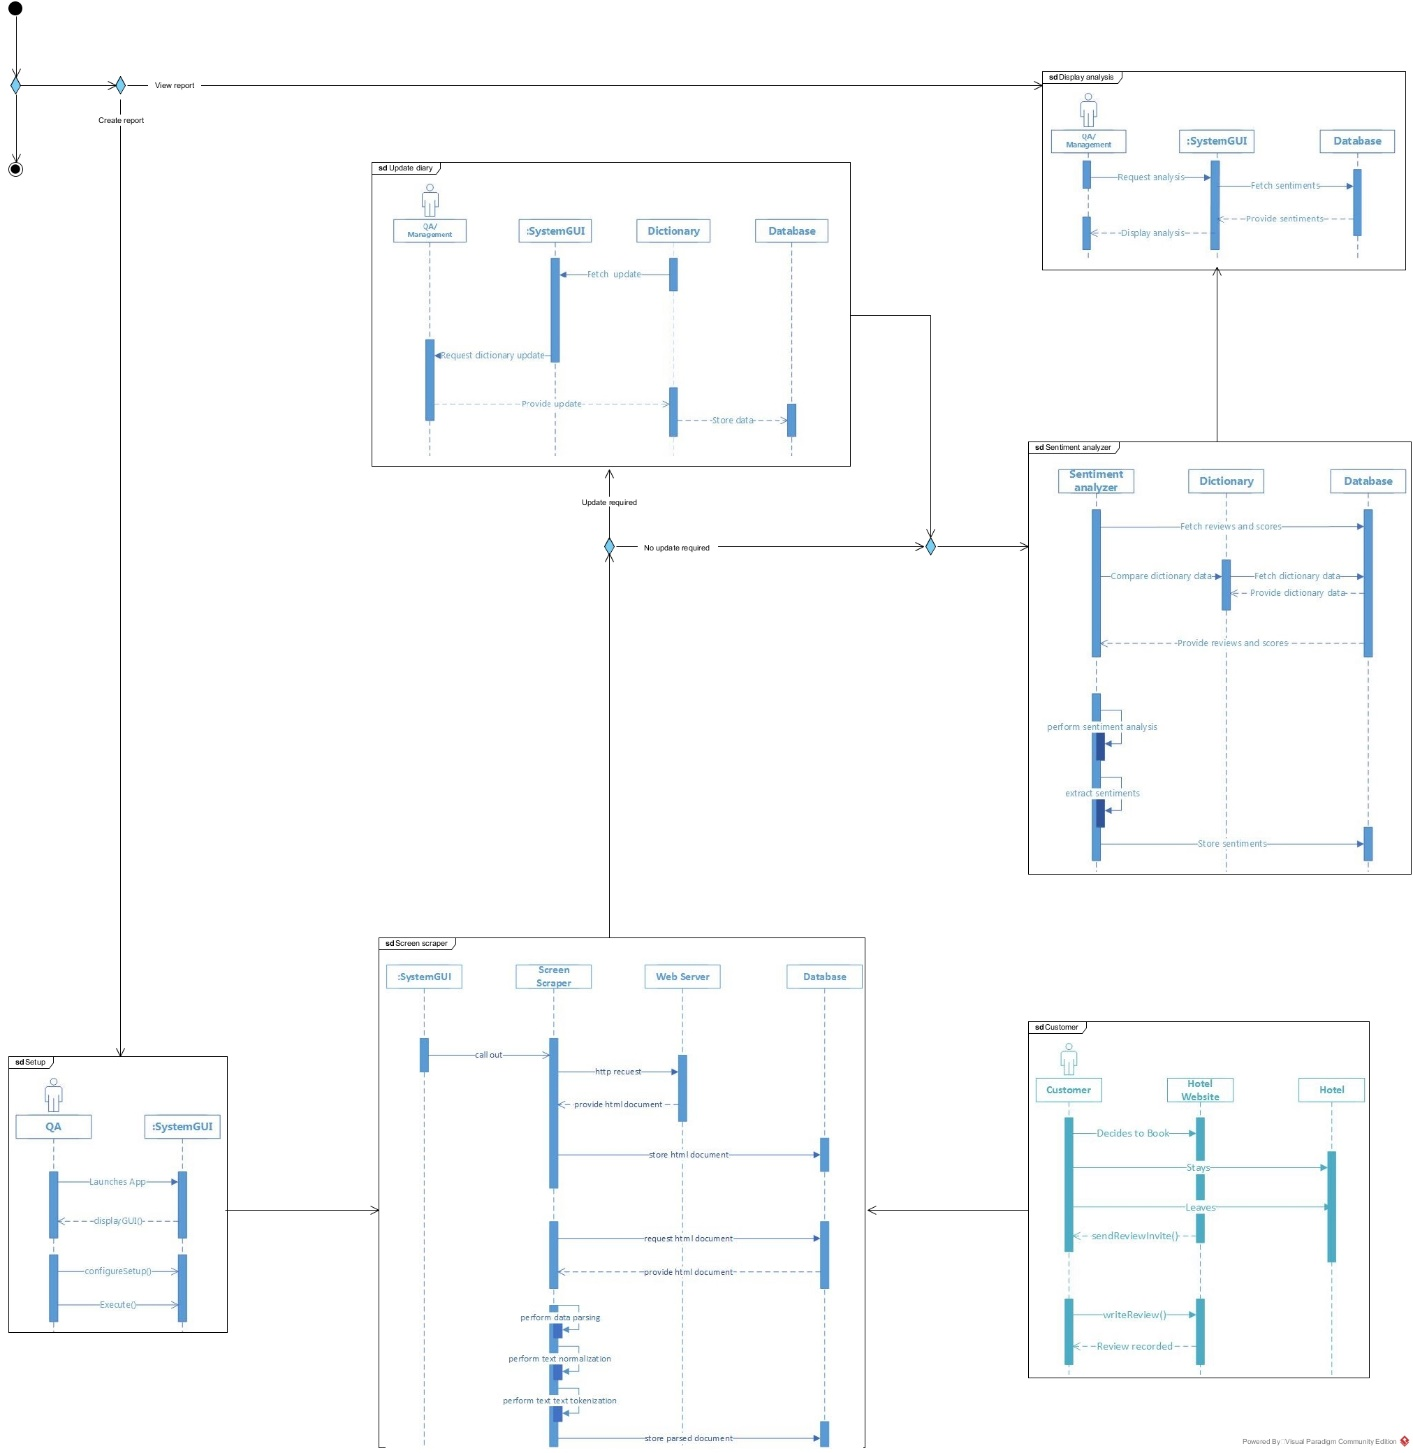 View report
Create report
sd Display analysis
QA/
Management
:SystemGUI
Database
Request analysis
Fetch sentiments
Provide sentiments
Display analysis
sd Update diary
QA/
Management
:SystemGUI
Dictionary
Database
Fetch update
Request dictionary update
Provide update
Store data
Update required
No update required
sd Sentiment analyzer
Sentiment
analyzer
Dictionary
Database
Fetch reviews and scores
Compare dictionary data
Fetch dictionary data
Provide dictionary data
Provide reviews and scores
perform sentiment analysis
extract sentiments
Store sentiments
sd Screen scraper
:SystemGUI
Screen
Scraper
Web Server
Database
call out
http recuest
provide html document
store html document
request html document
provide html document
perform data parsing
perform text normalization
perform text text tokenization
store parsed document
sd Setup
QA
:SystemGUI
Launches App
displayGUI()
configureSetup()
Execute()
sd Customer
Customer
Hotel
Website
Hotel
Decides to Book
Stays
Leaves
sendReviewInvite()
writeReview()
Review recorded
Powered By Visual Paradigm Community Edition